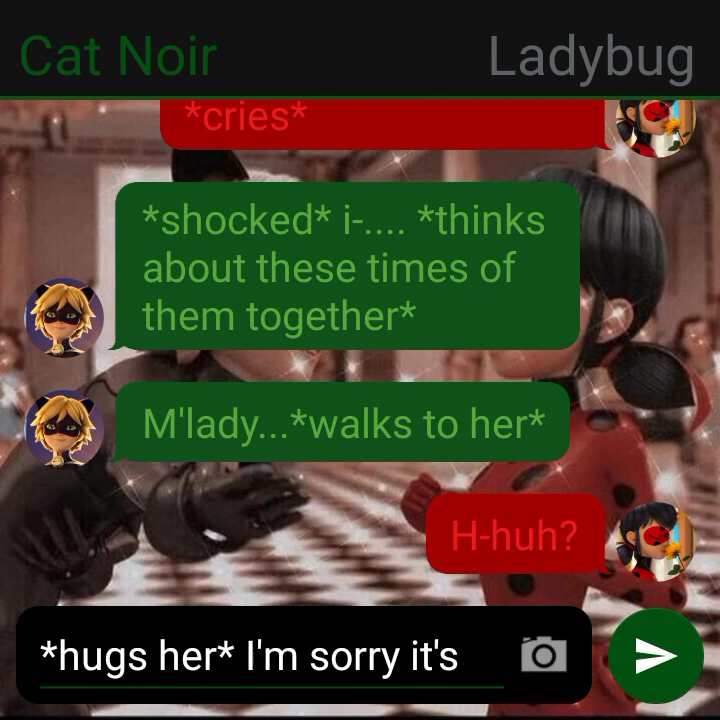 Cat Noir
Ladybug
*cries*
*shocked* i-.... *thinks
about these times of
them together*
M'lady...*walks to her*
H-huh?
*hugs her* I'm sorry it's